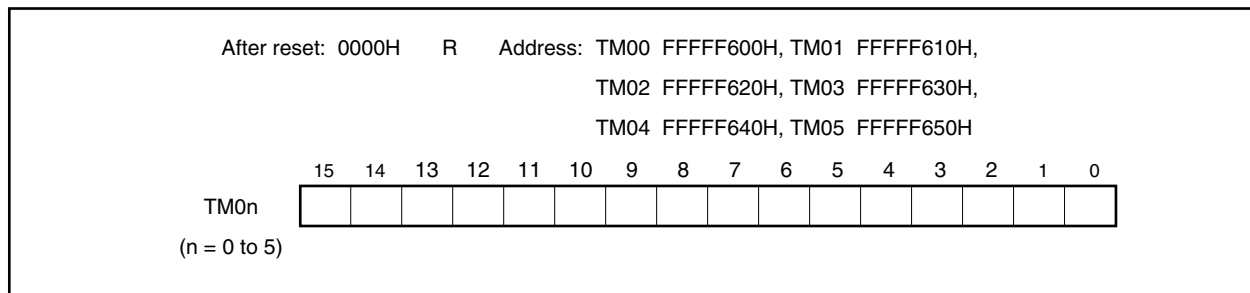 After reset: 0000H R Address: TM00 FFFFF600H, TM01 FFFFF610H,
TM02 FFFFF620H, TM03 FFFFF630H,
TM04 FFFFF640H, TM05 FFFFF650H
15 14 13 12 11 10 9 8 7 6 5 4 3 2 1 0
TM0n
(n = 0 to 5)